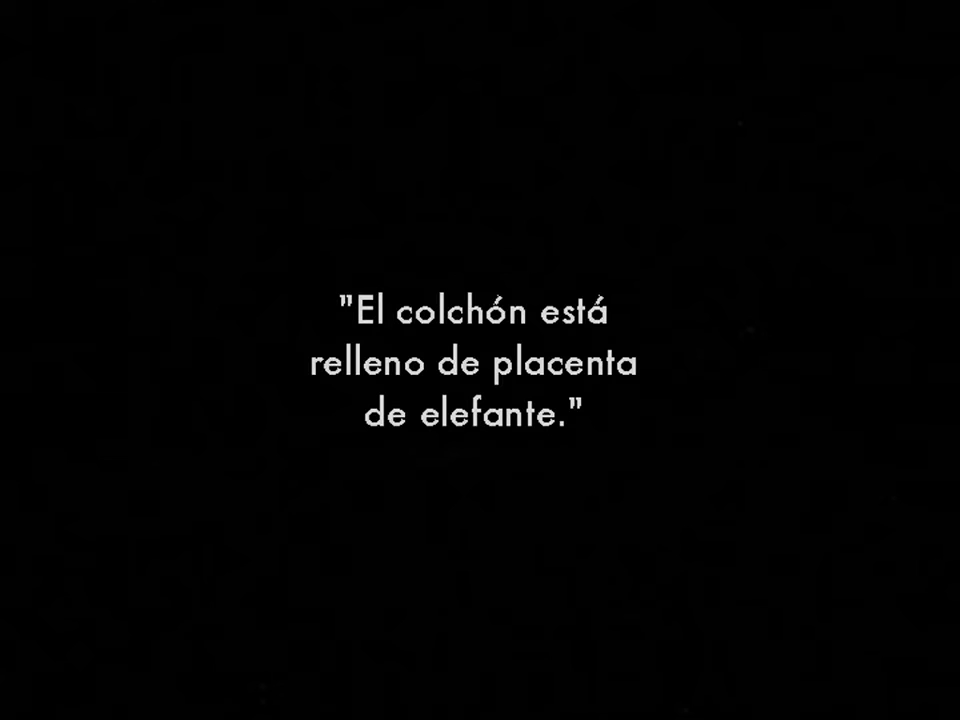 "El colchón está
relleno de placenta
de elefante."